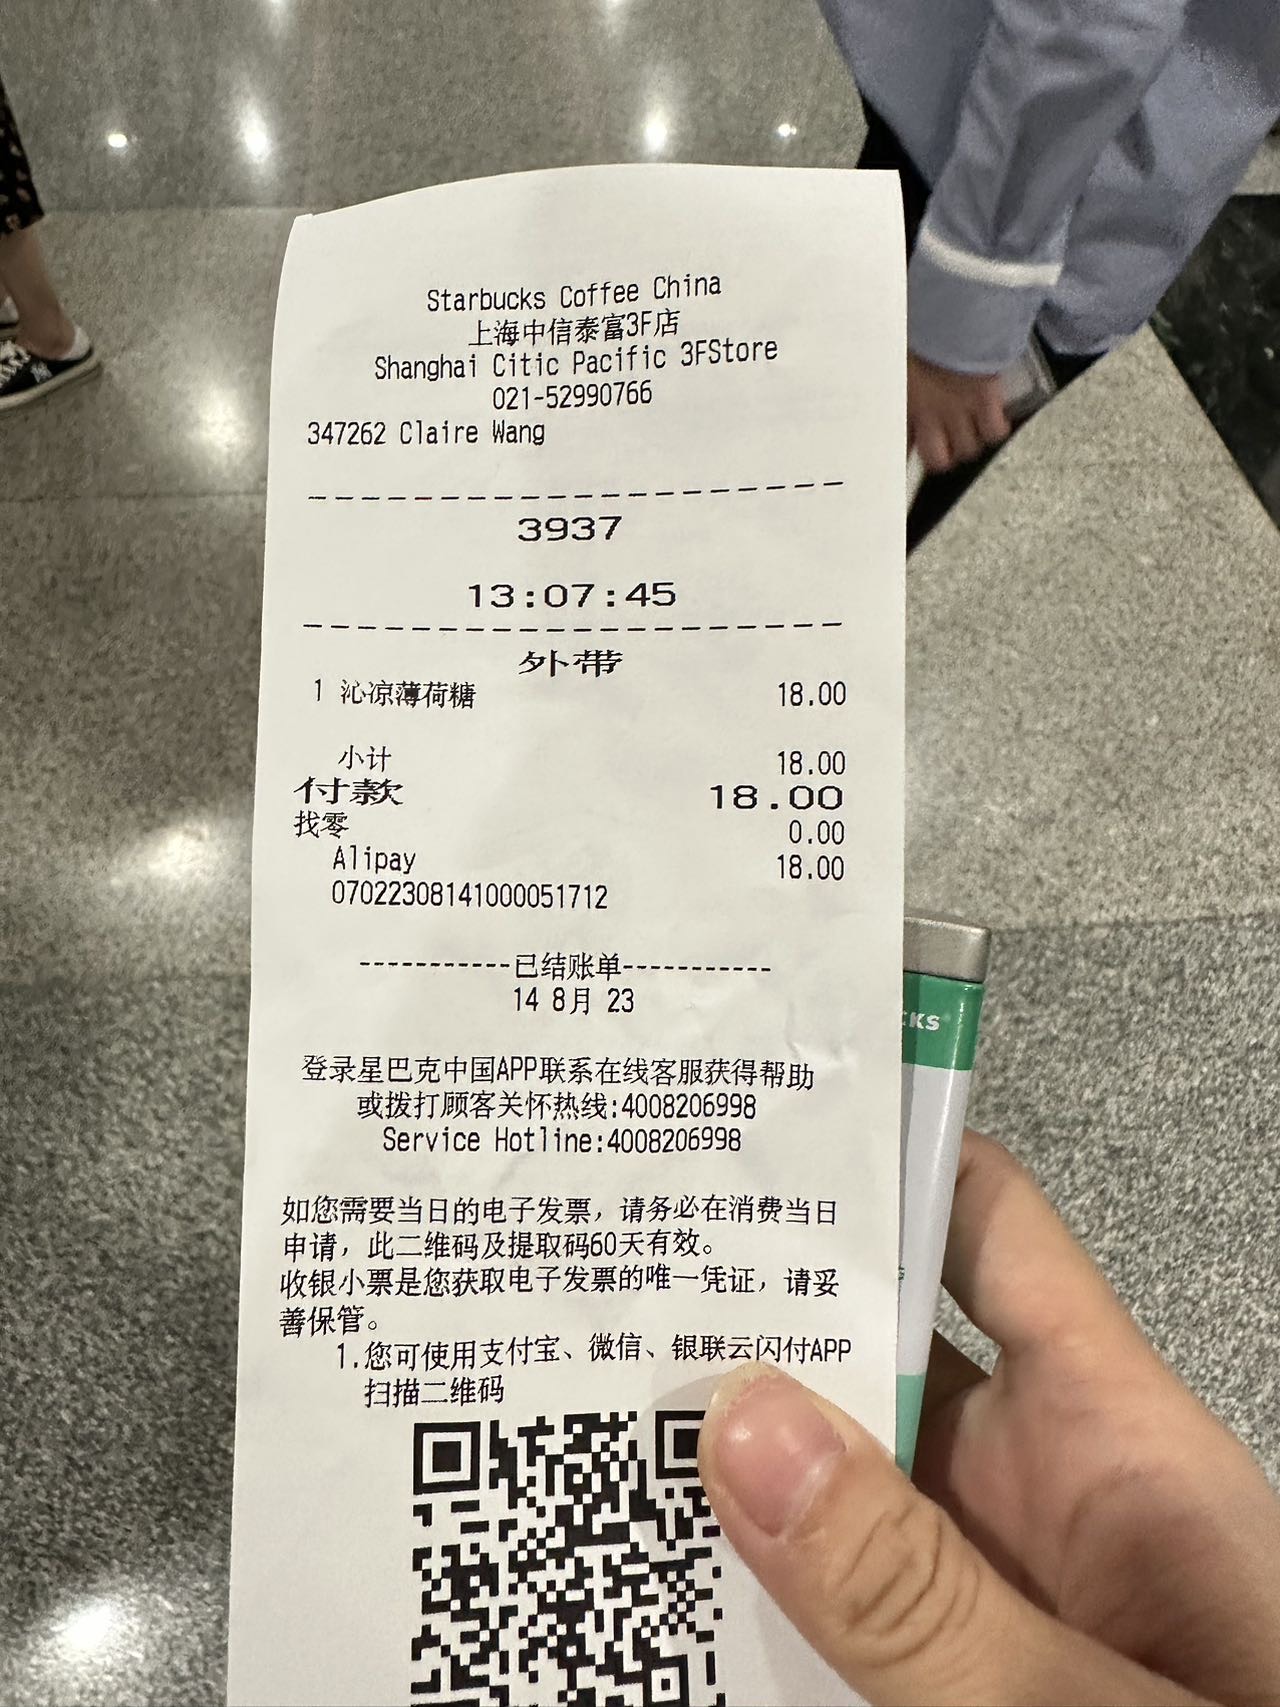 Starbucks Coffee China
上海中信泰富3F店
Shanghai Citic Pacific 3FStore
021-52990766
347262 Claire Wang
--------------------
3937
13:07:45
--------------------
外带
1 沁凉薄荷糖 18.00
小计 18.00
付款 18.00
找零 0.00
Alipay 18.00
07022308141000051712
-----------已结账单-----------
14 8月 23
登录星巴克中国APP联系在线客服获得帮助
或拨打顾客关怀热线:4008206998
Service Hotline:4008206998
如您需要当日的电子发票，请务必在消费当日
申请，此二维码及提取码60天有效。
收银小票是您获取电子发票的唯一凭证，请妥
善保管。
1.您可使用支付宝、微信、银联云闪付APP
扫描二维码
CKS